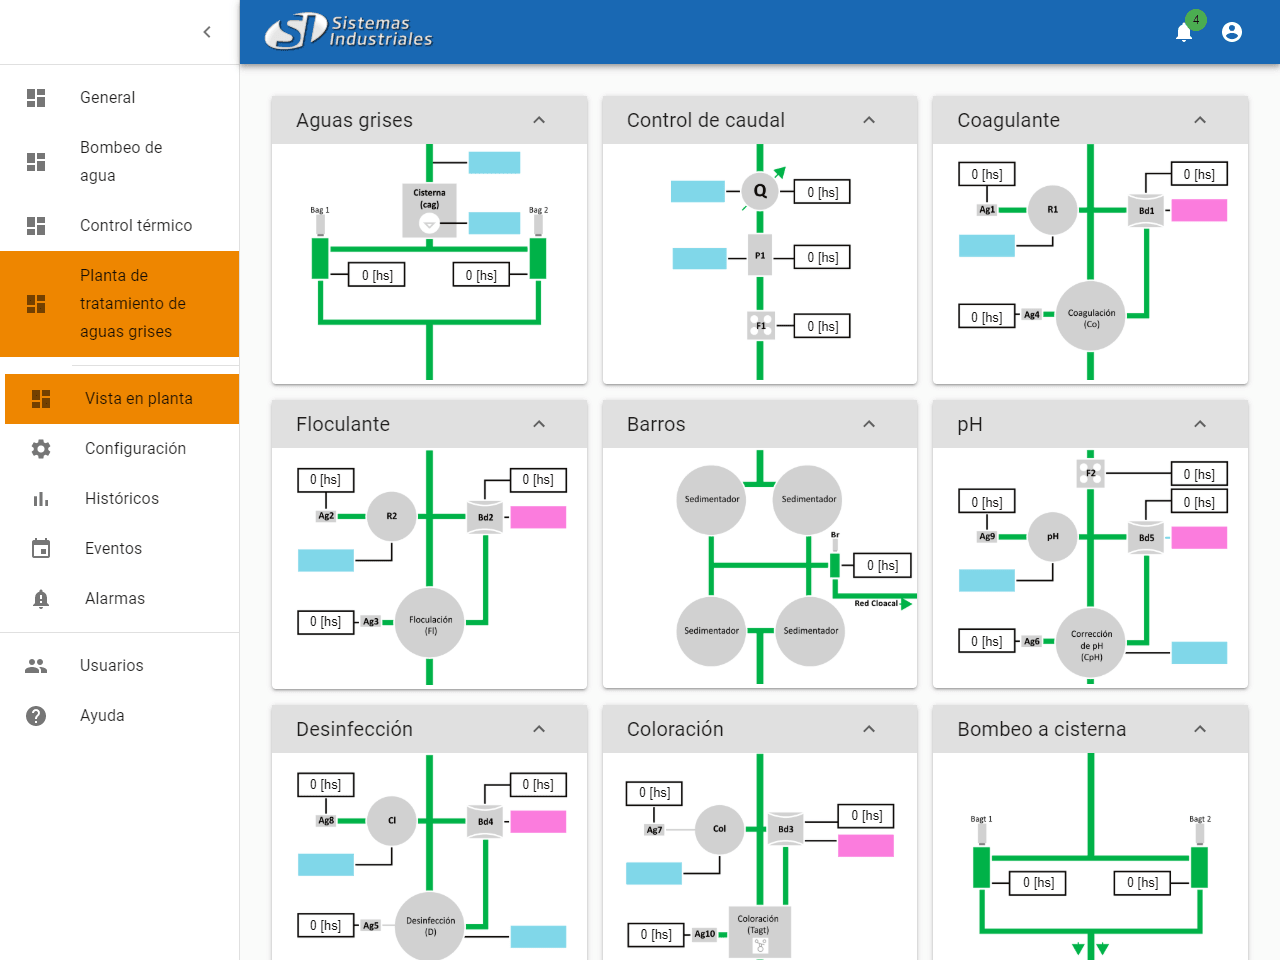 Sistemas
Industriales
4
General
Bombeo de
agua
Control térmico
Planta de
tratamiento de
aguas grises
Vista en planta
Configuración
Históricos
Eventos
Alarmas
Usuarios
Ayuda
Aguas grises
Cisterna
(cag)
Bag 1
Bag 2
0 [hs]
0 [hs]
Control de caudal
Q
0 [hs]
P1
0 [hs]
F1
0 [hs]
Coagulante
0 [hs]
0 [hs]
Ag1
R1
Bd1
0 [hs]
Ag4
Coagulación
(Co)
Floculante
0 [hs]
0 [hs]
Ag2
R2
Bd2
0 [hs]
Ag3
Floculación
(Fl)
Barros
Sedimentador
Sedimentador
Br
0 [hs]
Red Cloacal
Sedimentador
Sedimentador
pH
F2
0 [hs]
0 [hs]
0 [hs]
Ag9
pH
Bd5
0 [hs]
Ag6
Corrección
de pH
(CpH)
Desinfección
0 [hs]
0 [hs]
Ag8
Cl
Bd4
0 [hs]
Ag5
Desinfección
(D)
Coloración
0 [hs]
0 [hs]
Ag7
Col
Bd3
0 [hs]
Ag10
Coloración
(Tagt)
Bombeo a cisterna
Bagt 1
Bagt 2
0 [hs]
0 [hs]